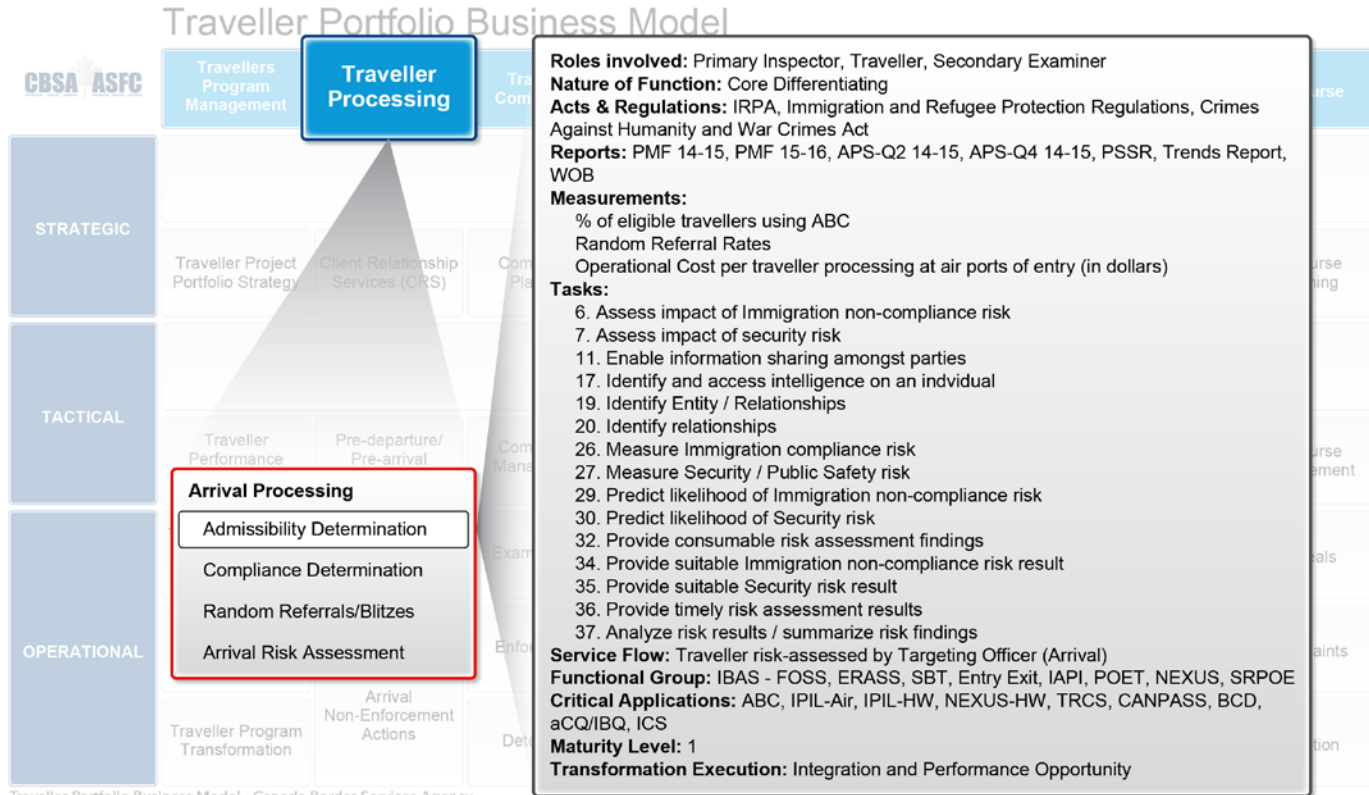 Traveller Portfolio Business Model
CBSA ASFC
Travellers
Program
Management
Traveller
Processing
STRATEGIC
Traveller Project
Portfolio Strategy
Client Relationship
Services (CRS)
TACTICAL
Traveller
Performance
Pre-departure/
Pre-arrival
OPERATIONAL
Arrival Processing
Admissibility Determination
Compliance Determination
Random Referrals/Blitzes
Arrival Risk Assessment
Arrival
Non-Enforcement
Actions
Traveller Program
Transformation
Roles involved: Primary Inspector, Traveller, Secondary Examiner
Nature of Function: Core Differentiating
Acts & Regulations: IRPA, Immigration and Refugee Protection Regulations, Crimes
Against Humanity and War Crimes Act
Reports: PMF 14-15, PMF 15-16, APS-Q2 14-15, APS-Q4 14-15, PSSR, Trends Report,
WOB
Measurements:
% of eligible travellers using ABC
Random Referral Rates
Operational Cost per traveller processing at air ports of entry (in dollars)
Tasks:
6. Assess impact of Immigration non-compliance risk
7. Assess impact of security risk
11. Enable information sharing amongst parties
17. Identify and access intelligence on an indvidual
19. Identify Entity / Relationships
20. Identify relationships
26. Measure Immigration compliance risk
27. Measure Security / Public Safety risk
29. Predict likelihood of Immigration non-compliance risk
30. Predict likelihood of Security risk
32. Provide consumable risk assessment findings
34. Provide suitable Immigration non-compliance risk result
35. Provide suitable Security risk result
36. Provide timely risk assessment results
37. Analyze risk results / summarize risk findings
Service Flow: Traveller risk-assessed by Targeting Officer (Arrival)
Functional Group: IBAS - FOSS, ERASS, SBT, Entry Exit, IAPI, POET, NEXUS, SRPOE
Critical Applications: ABC, IPIL-Air, IPIL-HW, NEXUS-HW, TRCS, CANPASS, BCD,
aCQ/IBQ, ICS
Maturity Level: 1
Transformation Execution: Integration and Performance Opportunity